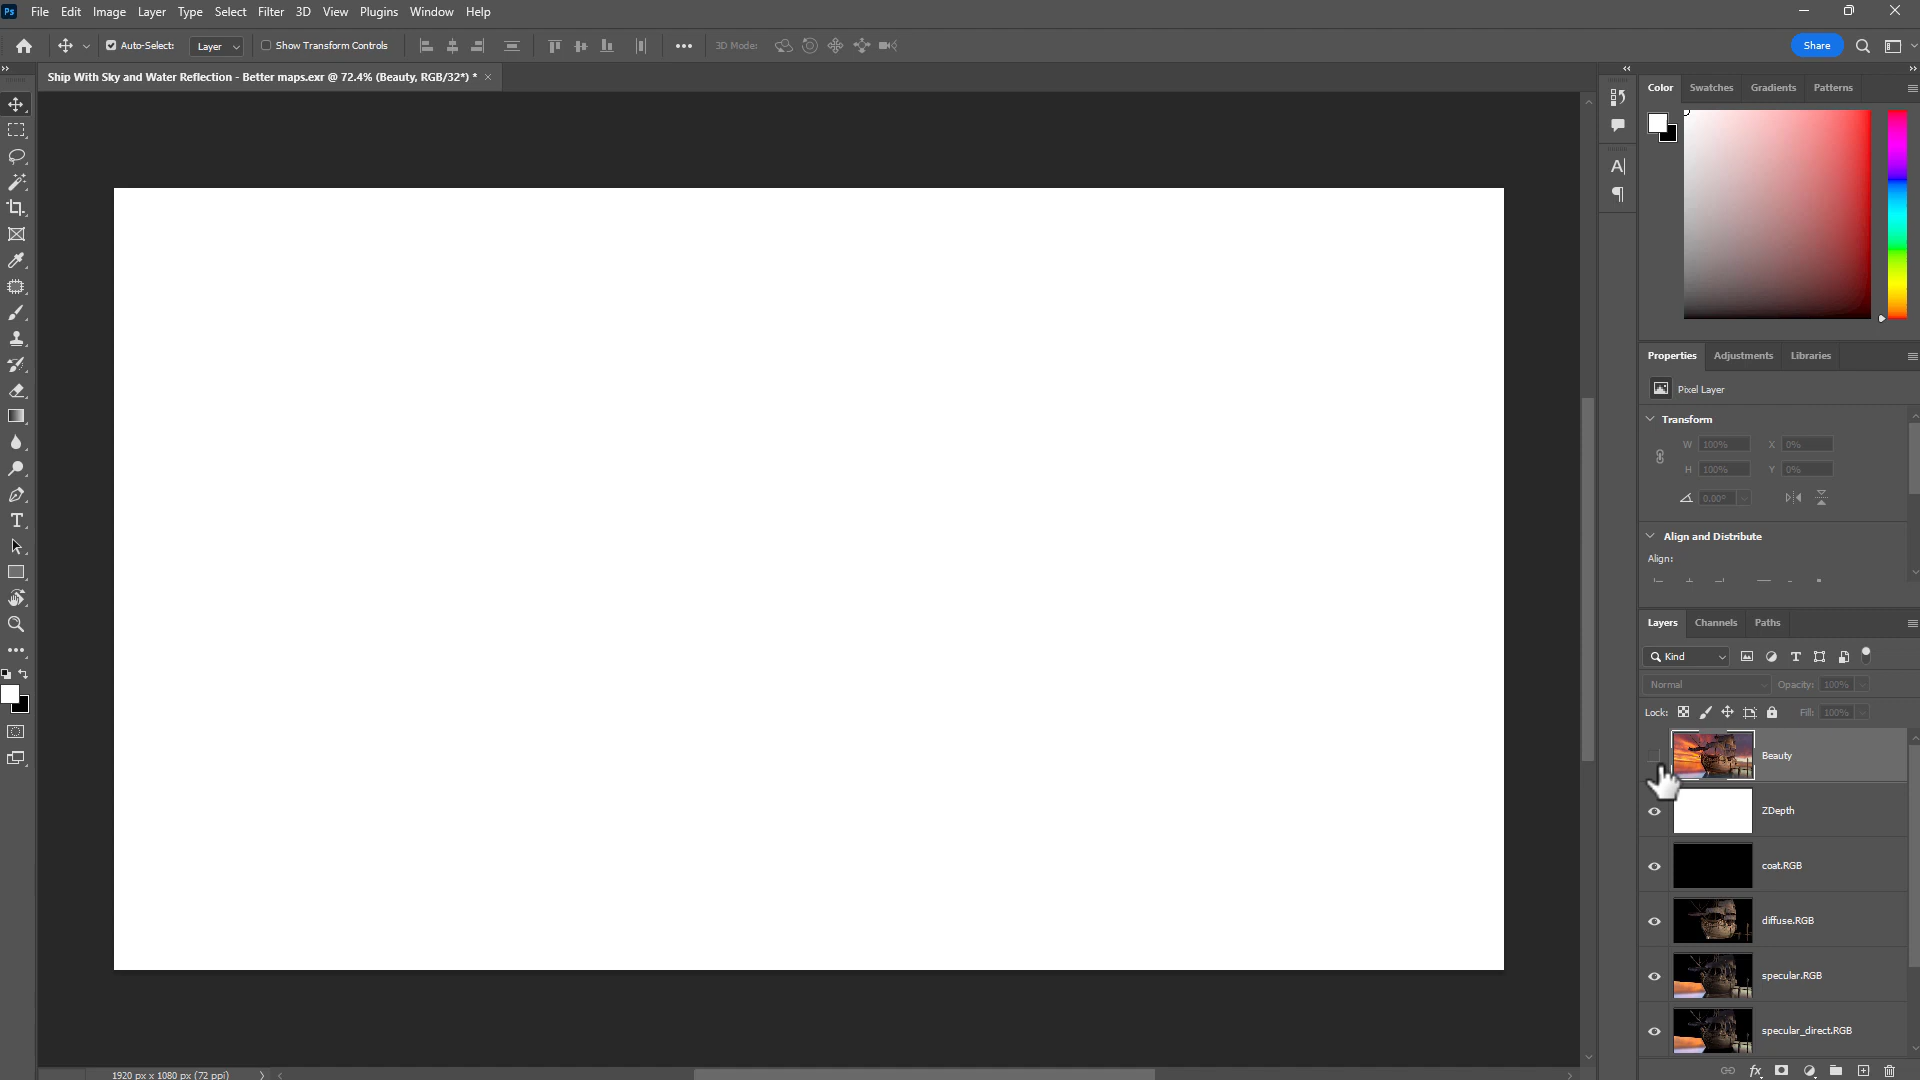 Ps File Edit Image Layer Type Select Filter 3D View Plugins Window Help
Auto-Select: Layer Show Transform Controls 3D Mode: Share
Ship With Sky and Water Reflection - Better maps.exr @ 72.4% (Beauty, RGB/32*) *
Color Swatches Gradients Patterns
Properties Adjustments Libraries
Pixel Layer
Transform
W 100% X 0%
H 100% Y 0%
0.00°
Align and Distribute
Align:
Layers Channels Paths
Kind
Normal Opacity: 100%
Lock: Fill: 100%
Beauty
ZDepth
coat.RGB
diffuse.RGB
specular.RGB
specular_direct.RGB
1920 px x 1080 px (72 ppi)